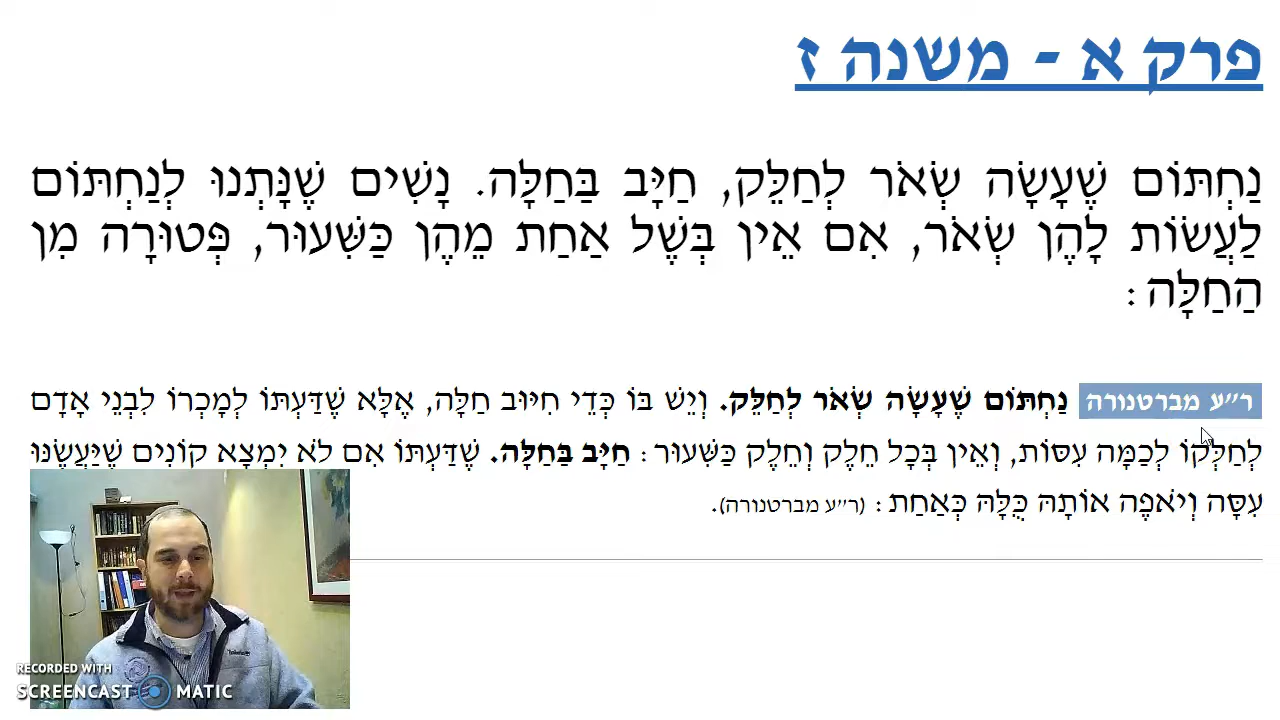 פרק א - משנה ז
נַחְתּוֹם שֶׁעָשָׂה שְׂאֹר לְחַלֵּק, חַיָּב בַּחַלָּה. נָשִׁים שֶׁנָּתְנוּ לְנַחְתּוֹם
לַעֲשׂוֹת לָהֶן שְׂאֹר, אִם אֵין בְּשֶׁל אַחַת מֵהֶן כַּשִּׁעוּר, פְּטוּרָה מִן
הַחַלָּה:
ר״ע מברטנורה נַחְתּוֹם שֶׁעָשָׂה שְׂאֹר לְחַלֵּק. וְיֵשׁ בּוֹ כְּדֵי חִיּוּב חַלָּה, אֶלָּא שֶׁדַּעְתּוֹ לְמָכְרוֹ לִבְנֵי אָדָם
לְחַלְּקוֹ לְכַמָּה עִסּוֹת, וְאֵין בְּכָל חֵלֶק וְחֵלֶק כַּשִּׁעוּר: חַיָּב בַּחַלָּה. שֶׁדַּעְתּוֹ אִם לֹא יִמְצָא קוֹנִים שֶׁיַּעֲשֶׂנּוּ
עִסָּה וְיֹאפֶה אוֹתָהּ כֻּלָּהּ כְּאַחַת: (ר״ע מברטנורה).
RECORDED WITH
SCREENCAST MATIC